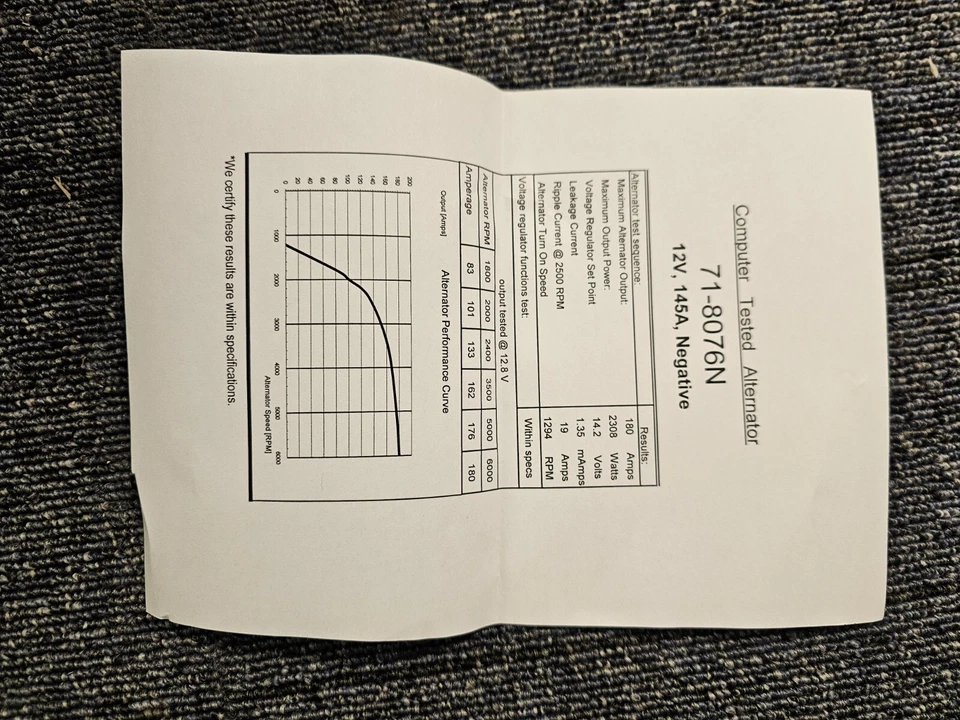 Computer Tested Alternator
71-8076N
12V, 145A, Negative
Alternator test sequence: Results:
Maximum Alternator Output: 180 Amps
Maximum Output Power: 2308 Watts
Voltage Regulator Set Point 14.2 Volts
Leakage Current 1.35 mAmps
Ripple Current @ 2500 RPM 19 Amps
Alternator Turn On Speed 1294 RPM
Voltage regulator functions test: Within specs
output tested @ 12.8 V
Alternator RPM 1800 2000 2400 3500 5000 6000
Amperage 83 101 133 162 176 180
Alternator Performance Curve
Output [Amps]
200
180
160
140
120
100
80
60
40
20
0
0 1000 2000 3000 4000 5000 6000
Alternator Speed [RPM]
*We certify these results are within specifications.